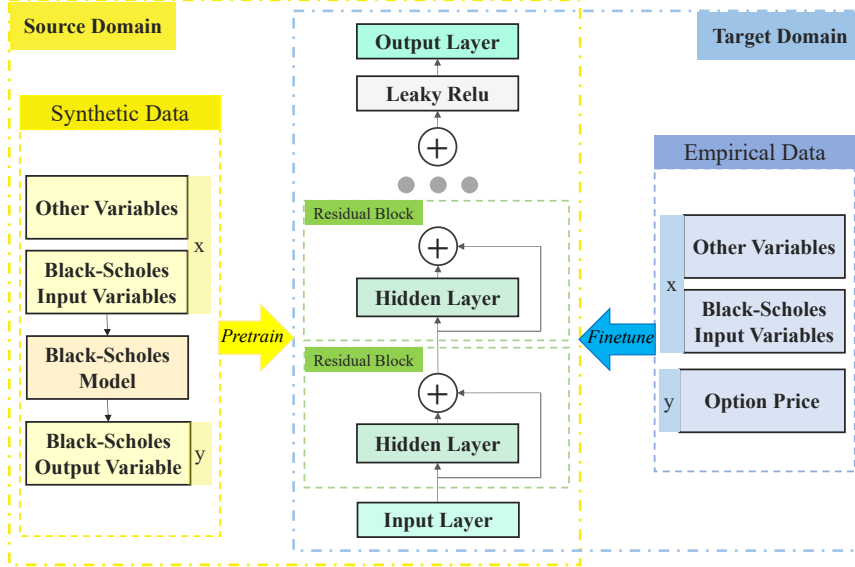 Source Domain
Synthetic Data
Other Variables
x
Black-Scholes
Input Variables
Black-Scholes
Model
Black-Scholes
Output Variable
y
Pretrain
Output Layer
Leaky Relu
+
Residual Block
+
Hidden Layer
Residual Block
+
Hidden Layer
Input Layer
Finetune
Target Domain
Empirical Data
Other Variables
x
Black-Scholes
Input Variables
y
Option Price